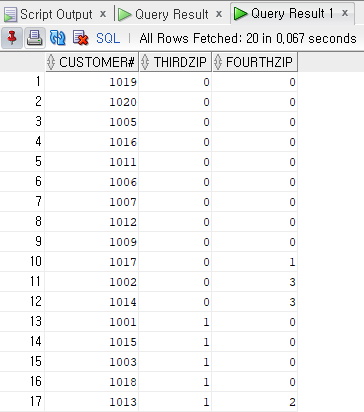 Script Output × Query Result × Query Result 1 ×
SQL | All Rows Fetched: 20 in 0,067 seconds
CUSTOMER# THIRDZIP FOURTHZIP
1 1019 0 0
2 1020 0 0
3 1005 0 0
4 1016 0 0
5 1011 0 0
6 1006 0 0
7 1007 0 0
8 1012 0 0
9 1009 0 0
10 1017 0 1
11 1002 0 3
12 1014 0 3
13 1001 1 0
14 1015 1 0
15 1003 1 0
16 1018 1 0
17 1013 1 2